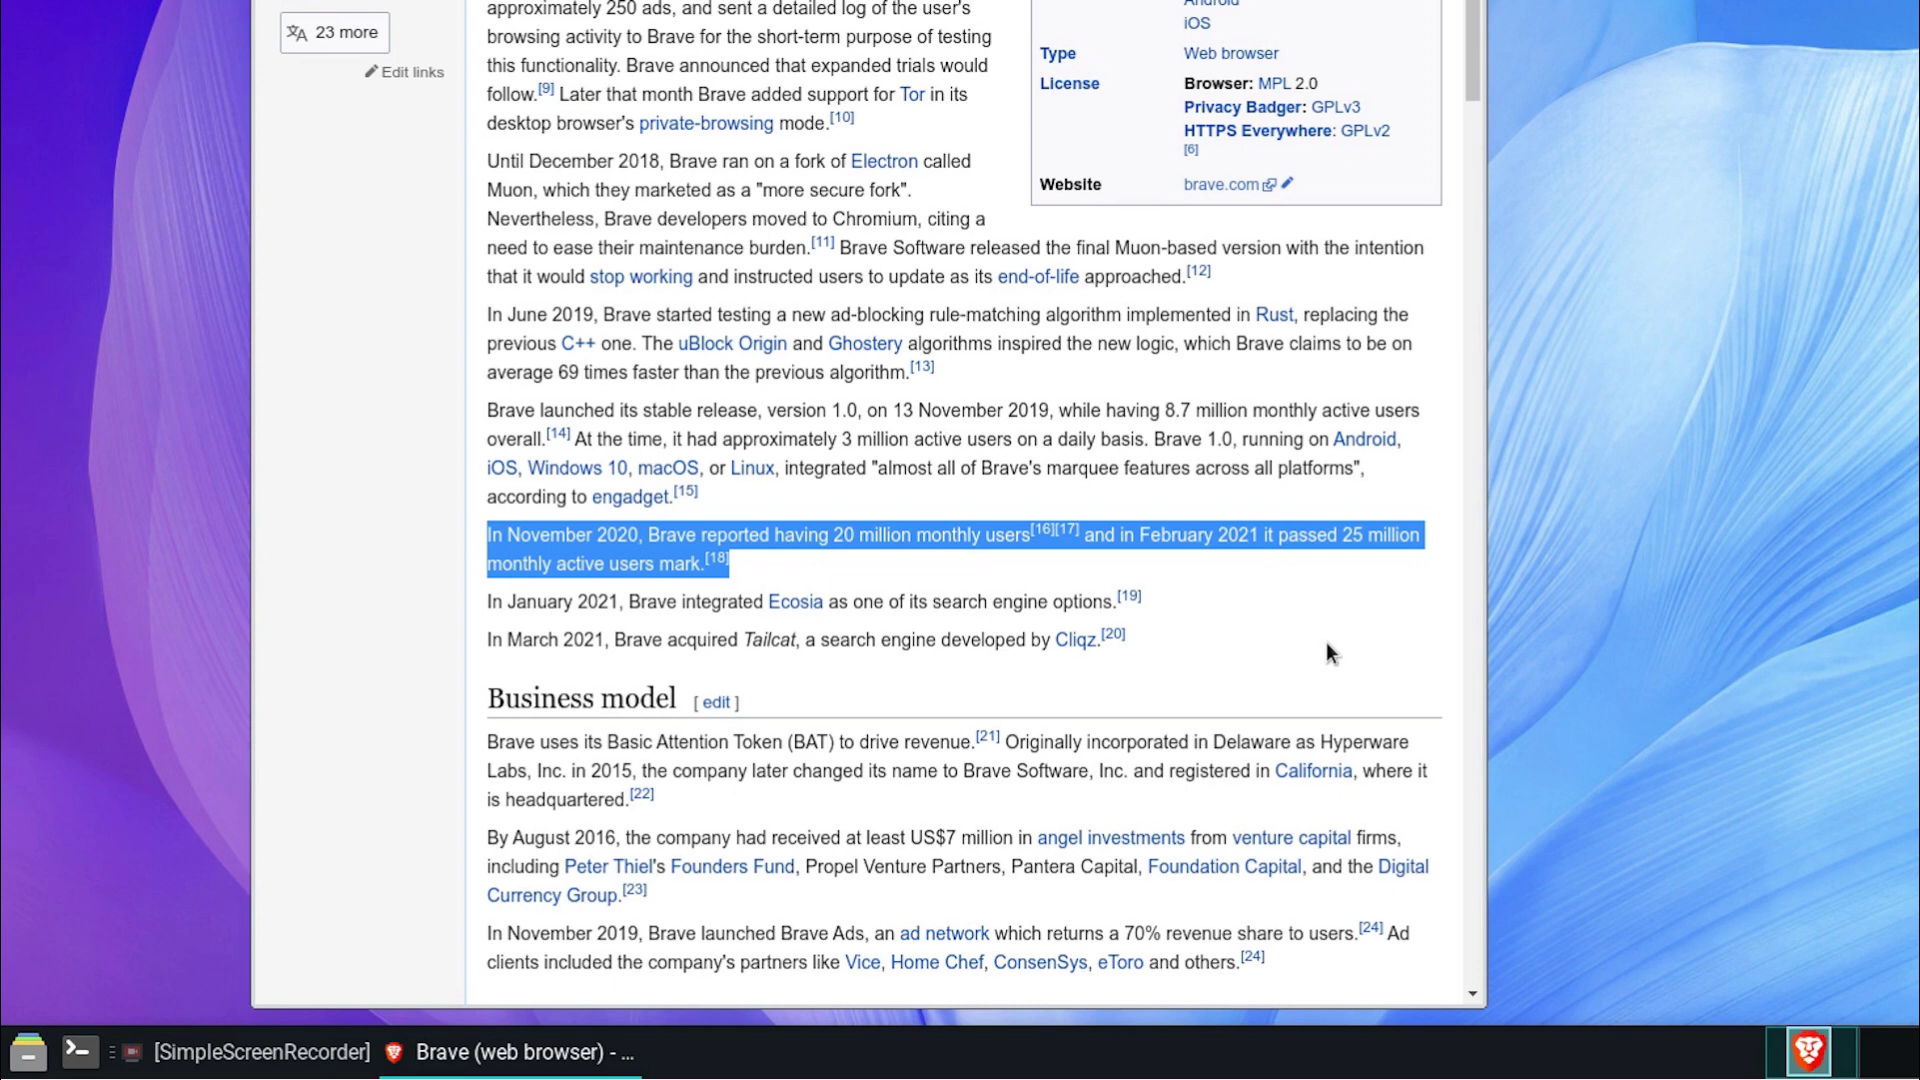 23 more
Edit links
approximately 250 ads, and sent a detailed log of the user's
browsing activity to Brave for the short-term purpose of testing
this functionality. Brave announced that expanded trials would
follow.[9] Later that month Brave added support for Tor in its
desktop browser's private-browsing mode.[10]
Android
iOS
Type Web browser
License Browser: MPL 2.0
Privacy Badger: GPLv3
HTTPS Everywhere: GPLv2
[6]
Website brave.com
Until December 2018, Brave ran on a fork of Electron called
Muon, which they marketed as a "more secure fork".
Nevertheless, Brave developers moved to Chromium, citing a
need to ease their maintenance burden.[11] Brave Software released the final Muon-based version with the intention
that it would stop working and instructed users to update as its end-of-life approached.[12]
In June 2019, Brave started testing a new ad-blocking rule-matching algorithm implemented in Rust, replacing the
previous C++ one. The uBlock Origin and Ghostery algorithms inspired the new logic, which Brave claims to be on
average 69 times faster than the previous algorithm.[13]
Brave launched its stable release, version 1.0, on 13 November 2019, while having 8.7 million monthly active users
overall.[14] At the time, it had approximately 3 million active users on a daily basis. Brave 1.0, running on Android,
iOS, Windows 10, macOS, or Linux, integrated "almost all of Brave's marquee features across all platforms",
according to engadget.[15]
In November 2020, Brave reported having 20 million monthly users[16][17] and in February 2021 it passed 25 million
monthly active users mark.[18]
In January 2021, Brave integrated Ecosia as one of its search engine options.[19]
In March 2021, Brave acquired Tailcat, a search engine developed by Cliqz.[20]
Business model [ edit ]
Brave uses its Basic Attention Token (BAT) to drive revenue.[21] Originally incorporated in Delaware as Hyperware
Labs, Inc. in 2015, the company later changed its name to Brave Software, Inc. and registered in California, where it
is headquartered.[22]
By August 2016, the company had received at least US$7 million in angel investments from venture capital firms,
including Peter Thiel's Founders Fund, Propel Venture Partners, Pantera Capital, Foundation Capital, and the Digital
Currency Group.[23]
In November 2019, Brave launched Brave Ads, an ad network which returns a 70% revenue share to users.[24] Ad
clients included the company's partners like Vice, Home Chef, ConsenSys, eToro and others.[24]
[SimpleScreenRecorder] Brave (web browser) - ...